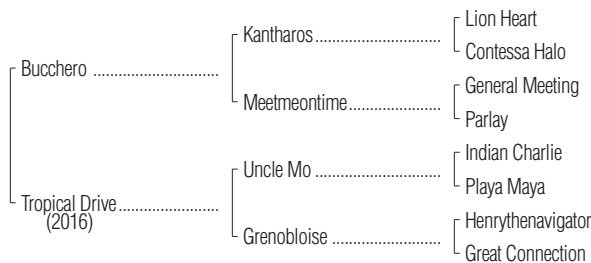 Lion Heart
Kantharos
Contessa Halo
Bucchero
General Meeting
Meetmeontime
Parlay
Indian Charlie
Uncle Mo
Playa Maya
Tropical Drive
(2016)
Henrythenavigator
Grenobloise
Great Connection